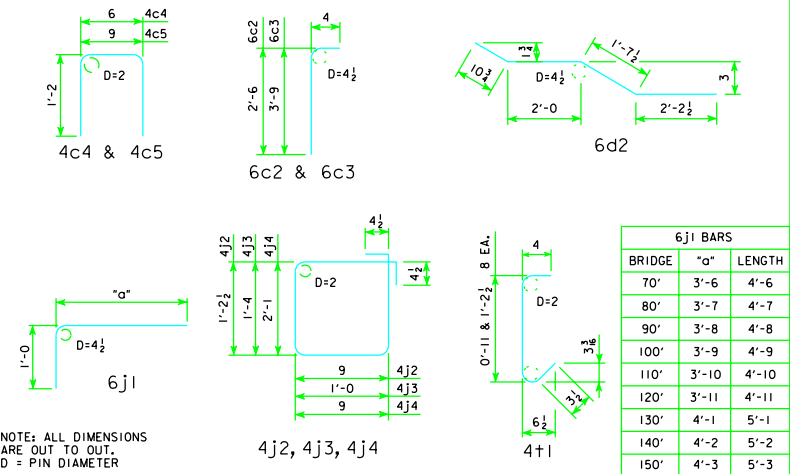 6 4c4
9 4c5
1'-2
D=2
4c4 & 4c5
6c2
6c3
4
D=4½
2'-6
3'-9
6c2 & 6c3
1¾
1'-7½
10¾
D=4½
3
2'-0
2'-2½
6d2
"a"
1'-0
D=4½
6j1
NOTE: ALL DIMENSIONS
ARE OUT TO OUT.
D = PIN DIAMETER
4j2
4j3
4j4
4½
4½
D=2
1'-2½
1'-4
2'-1
9 4j2
1'-0 4j3
9 4j4
4j2, 4j3, 4j4
8 EA.
4
D=2
0'-11 & 1'-2½
3 3/16
3½
6½
4t1
6j1 BARS
BRIDGE "a" LENGTH
70' 3'-6 4'-6
80' 3'-7 4'-7
90' 3'-8 4'-8
100' 3'-9 4'-9
110' 3'-10 4'-10
120' 3'-11 4'-11
130' 4'-1 5'-1
140' 4'-2 5'-2
150' 4'-3 5'-3